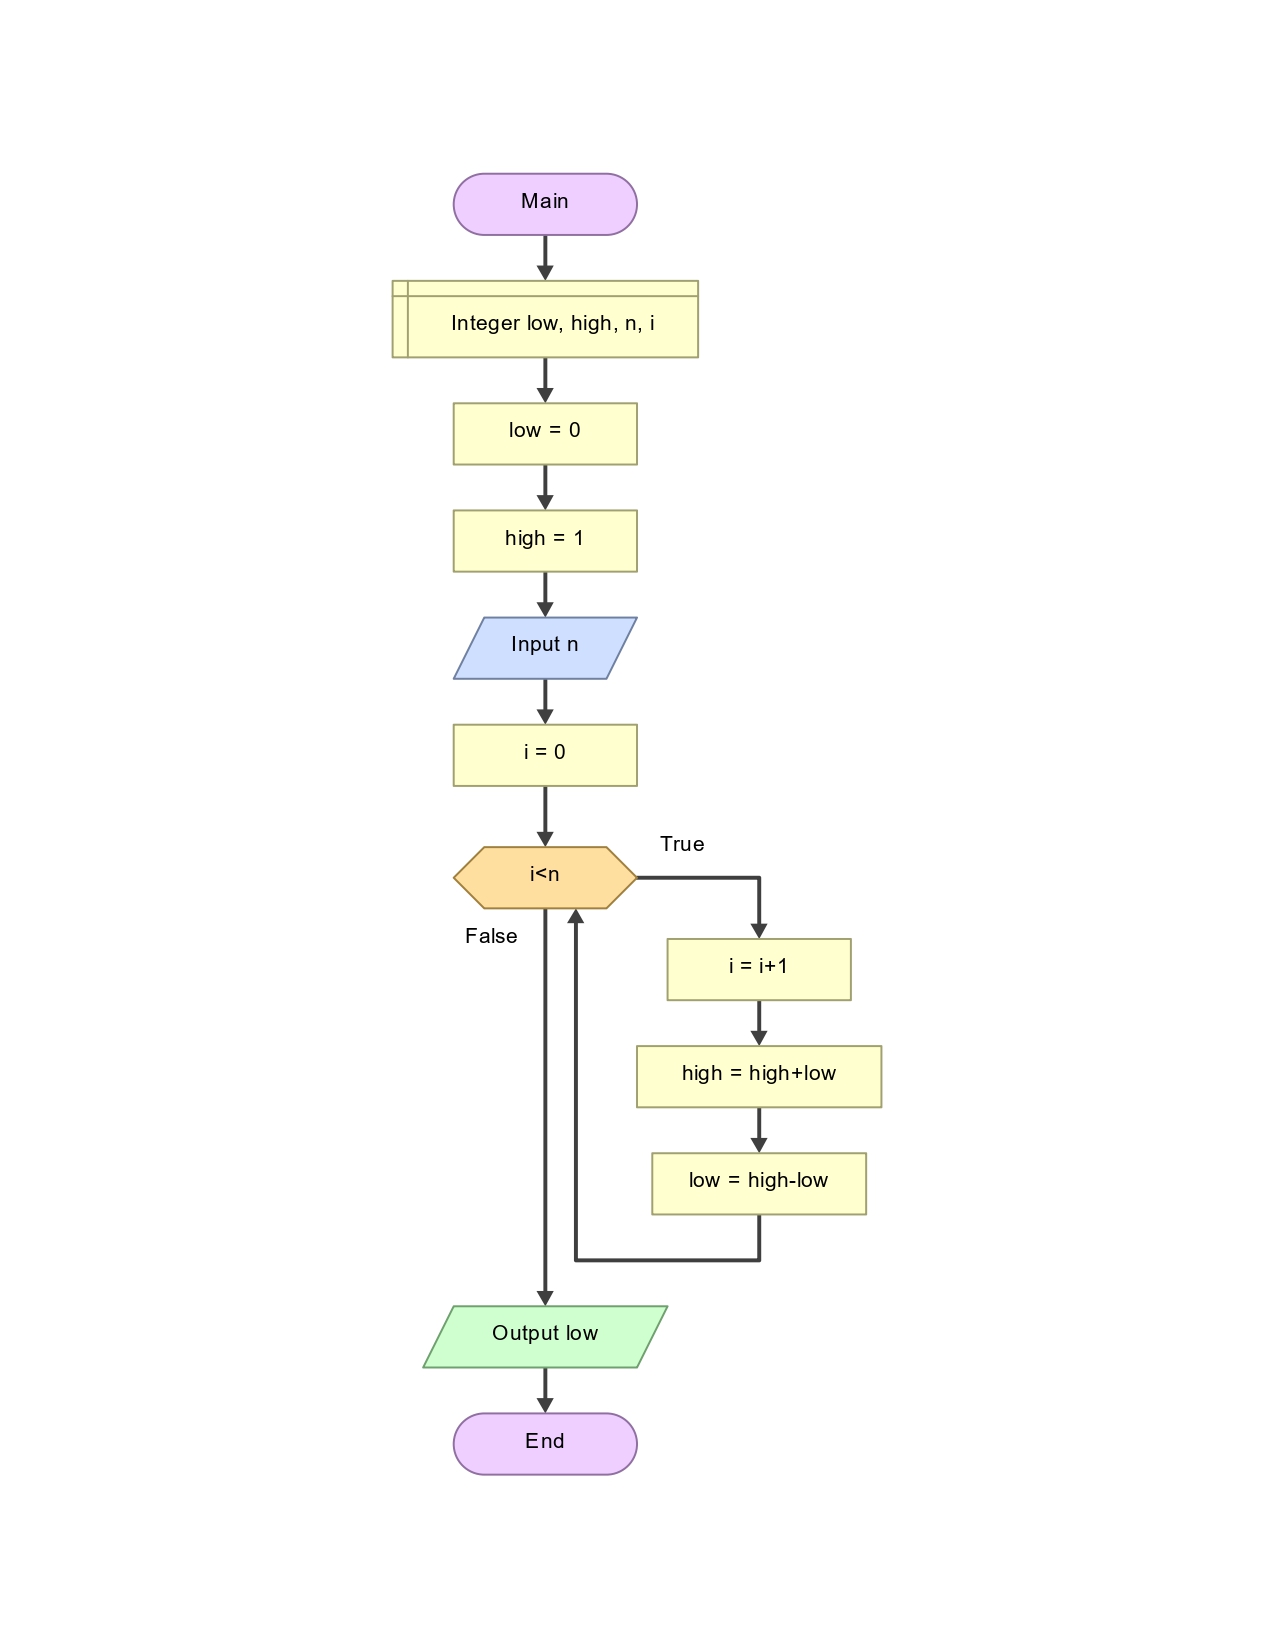 Main
Integer low, high, n, i
low = 0
high = 1
Input n
i = 0
i<n
True
False
i = i+1
high = high+low
low = high-low
Output low
End